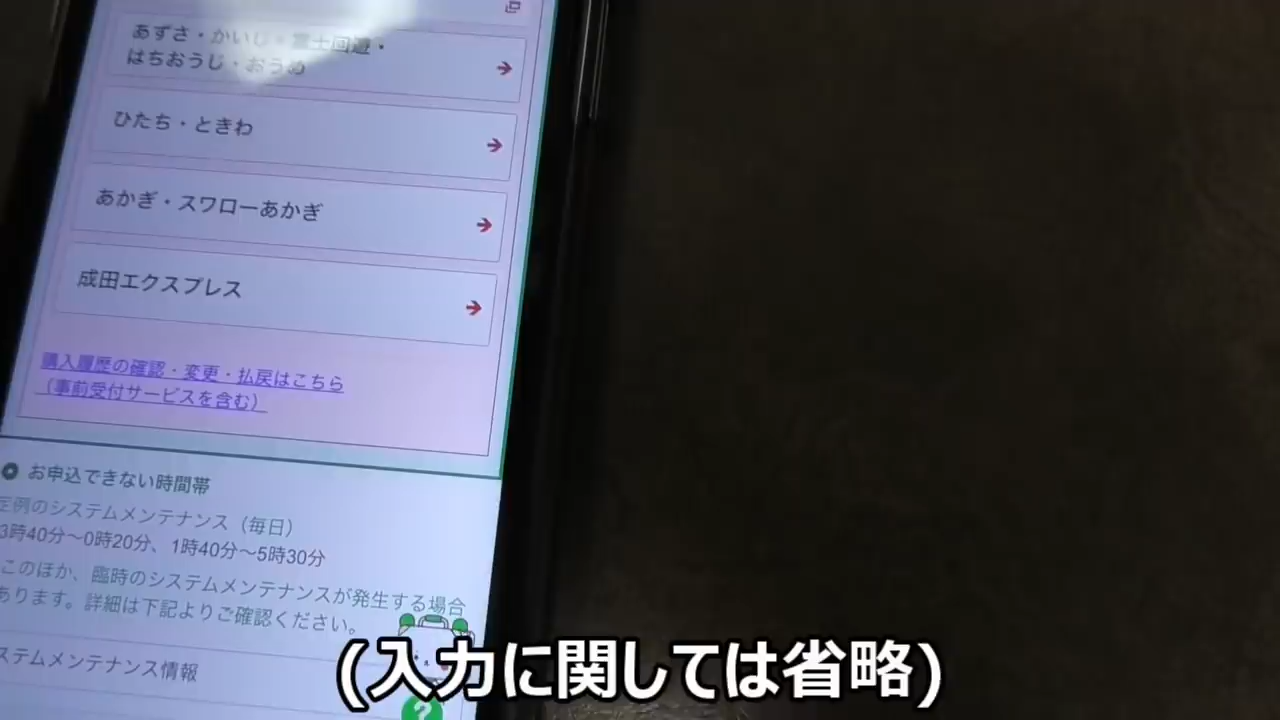 あずさ・かいじ・富士回遊・
はちおうじ・おうめ
ひたち・ときわ
あかぎ・スワローあかぎ
成田エクスプレス
購入履歴の確認・変更・払戻はこちら
（事前受付サービスを含む）
お申込できない時間帯
定例のシステムメンテナンス（毎日）
3時40分～0時20分、1時40分～5時30分
このほか、臨時のシステムメンテナンスが発生する場合
あります。詳細は下記よりご確認ください。
ステムメンテナンス情報
(入力に関しては省略)